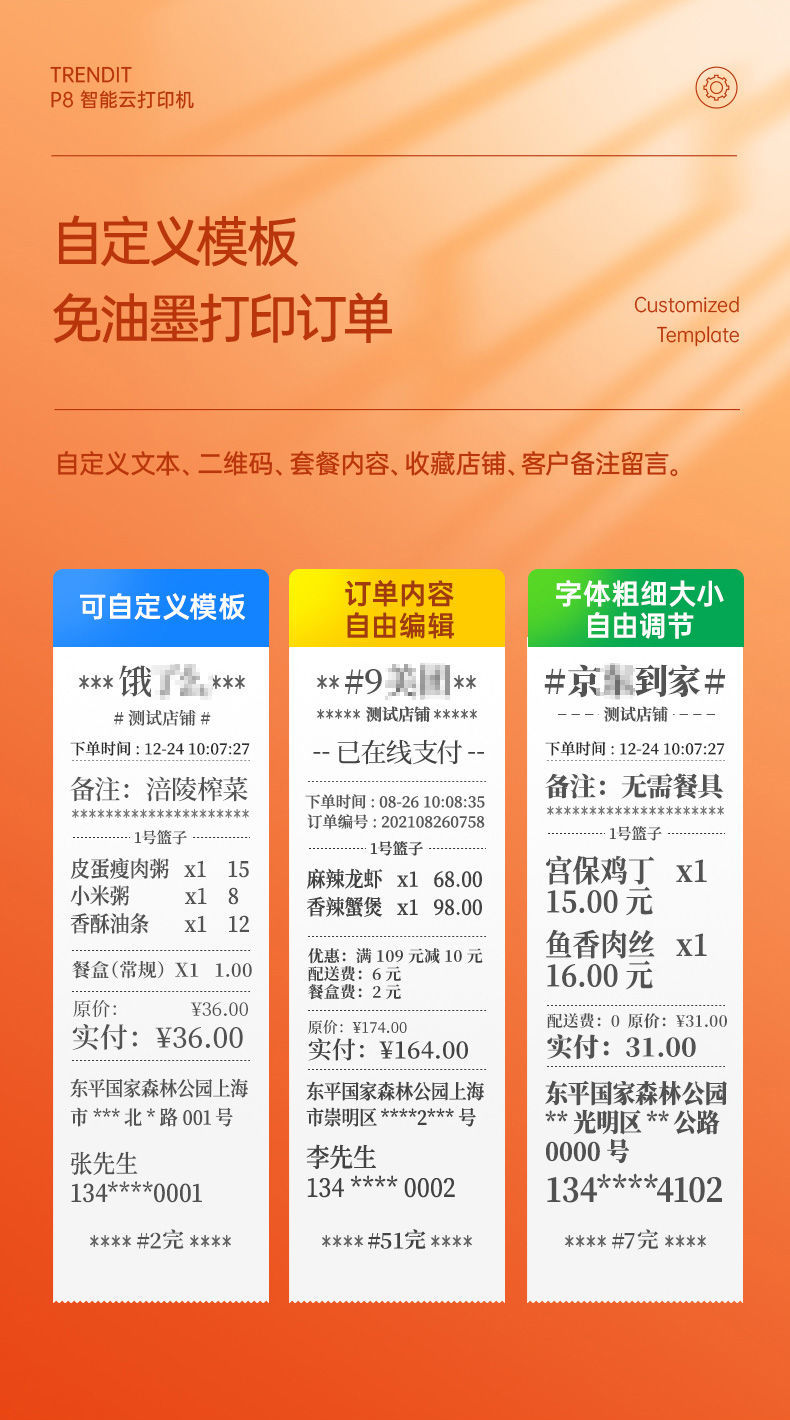 TRENDIT
P8 智能云打印机
自定义模板
免油墨打印订单
Customized
Template
自定义文本、二维码、套餐内容、收藏店铺、客户备注留言。
可自定义模板
***饿 ***
# 测试店铺 #
下单时间 : 12-24 10:07:27
备注：涪陵榨菜
*********************
1号篮子
皮蛋瘦肉粥 x1 15
小米粥 x1 8
香酥油条 x1 12
餐盒(常规) X1 1.00
原价： ¥36.00
实付：¥36.00
东平国家森林公园上海
市 *** 北 * 路 001 号
张先生
134****0001
**** #2完 ****
订单内容
自由编辑
**#9 **
***** 测试店铺 *****
-- 已在线支付 --
下单时间 : 08-26 10:08:35
订单编号 : 202108260758
1号篮子
麻辣龙虾 x1 68.00
香辣蟹煲 x1 98.00
优惠：满 109 元减 10 元
配送费：6 元
餐盒费：2 元
原价：¥174.00
实付：¥164.00
东平国家森林公园上海
市崇明区 ****2*** 号
李先生
134 **** 0002
**** #51完 ****
字体粗细大小
自由调节
#京 到家#
--- 测试店铺 ---
下单时间 : 12-24 10:07:27
备注：无需餐具
*********************
1号篮子
宫保鸡丁 x1
15.00 元
鱼香肉丝 x1
16.00 元
配送费：0 原价：¥31.00
实付：31.00
东平国家森林公园
** 光明区 ** 公路
0000 号
134****4102
**** #7完 ****